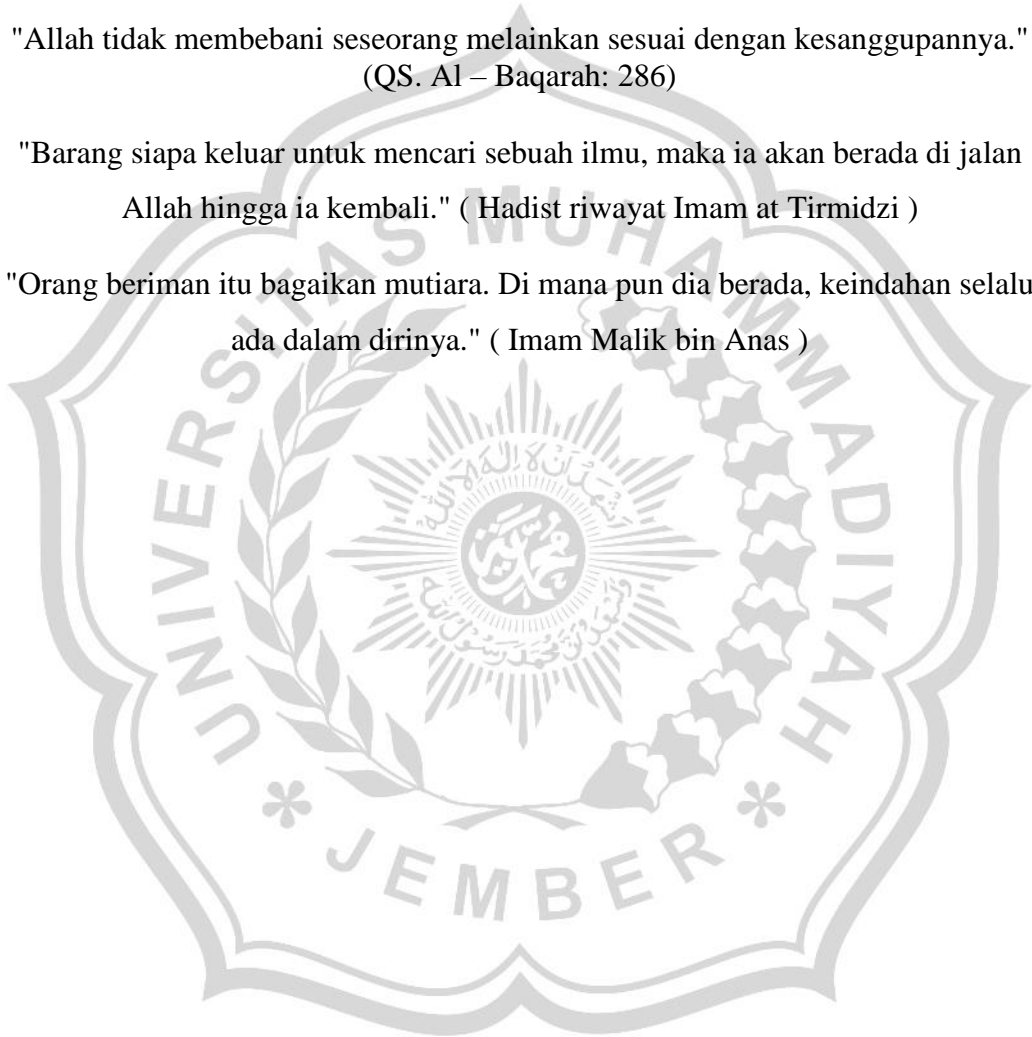 "Allah tidak membebani seseorang melainkan sesuai dengan kesanggupannya."
(QS. Al – Baqarah: 286)
"Barang siapa keluar untuk mencari sebuah ilmu, maka ia akan berada di jalan
Allah hingga ia kembali." ( Hadist riwayat Imam at Tirmidzi )
"Orang beriman itu bagaikan mutiara. Di mana pun dia berada, keindahan selalu
ada dalam dirinya." ( Imam Malik bin Anas )
UNIVERSITAS MUHAMMADIYAH
JEMBER